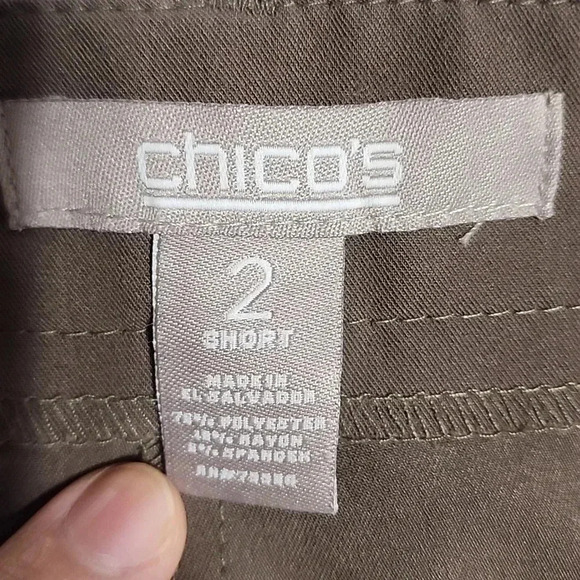 chico's
2
SHORT
MADE IN
EL SALVADOR
POLYESTER
RAYON
SPANDEX